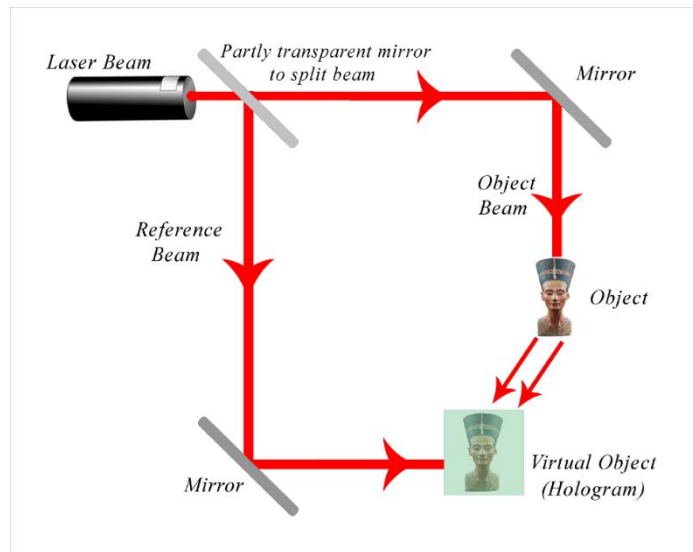 Laser Beam
Partly transparent mirror
to split beam
Mirror
Object
Beam
Reference
Beam
Object
Mirror
Virtual Object
(Hologram)